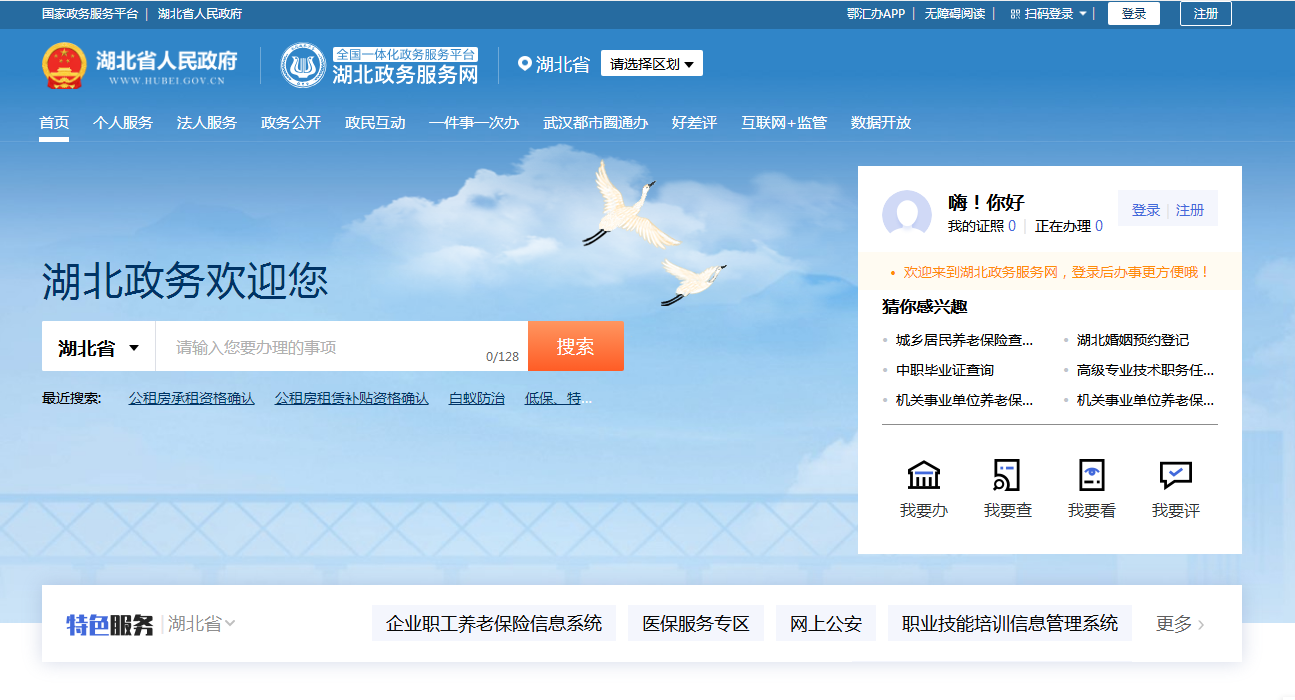 国家政务服务平台 | 湖北省人民政府 鄂汇办APP | 无障碍阅读 | 扫码登录 | 登录 注册
湖北省人民政府
WWW.HUBEI.GOV.CN
全国一体化政务服务平台
湖北政务服务网
湖北省 请选择区划
首页 个人服务 法人服务 政务公开 政民互动 一件事一次办 武汉都市圈通办 好差评 互联网+监管 数据开放
嗨！你好
我的证照 0 | 正在办理 0
登录 | 注册
• 欢迎来到湖北政务服务网，登录后办事更方便哦！
湖北政务欢迎您
湖北省 请输入您要办理的事项 0/128 搜索
最近搜索: 公租房承租资格确认 公租房租赁补贴资格确认 白蚁防治 低保、特...
猜你感兴趣
• 城乡居民养老保险查... • 湖北婚姻预约登记
• 中职毕业证查询 • 高级专业技术职务任...
• 机关事业单位养老保... • 机关事业单位养老保...
我要办 我要查 我要看 我要评
特色服务 | 湖北省 企业职工养老保险信息系统 医保服务专区 网上公安 职业技能培训信息管理系统 更多 >